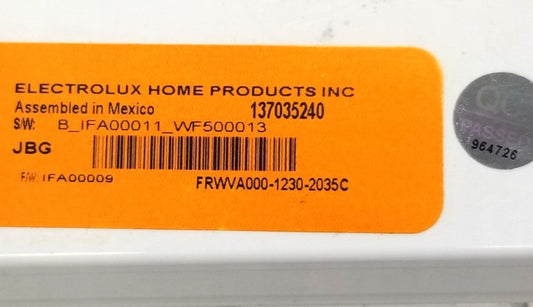 ELECTROLUX HOME PRODUCTS INC
Assembled in Mexico 137035240
S/W: B_IFA00011_WF500013
JBG
F/W: IFA00009 FRWVA000-1230-2035C
QC
PASSED
964726